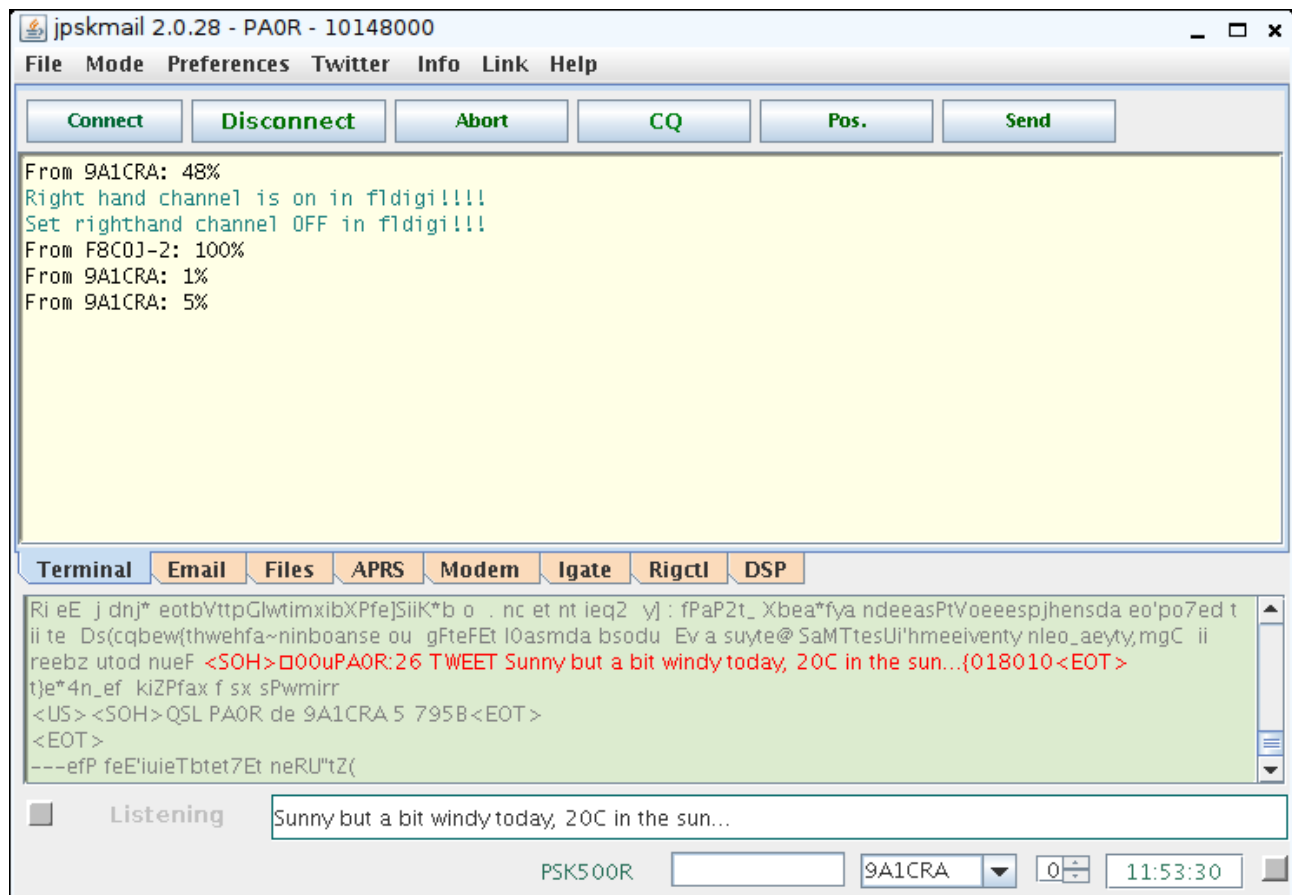 jpskmail 2.0.28 - PA0R - 10148000
File Mode Preferences Twitter Info Link Help
Connect Disconnect Abort CQ Pos. Send
From 9A1CRA: 48%
Right hand channel is on in fldigi!!!!
Set righthand channel OFF in fldigi!!!
From F8COJ-2: 100%
From 9A1CRA: 1%
From 9A1CRA: 5%
Terminal Email Files APRS Modem Igate Rigctl DSP
Ri eE j dnj* eotbVttpGlwtimxibXPfe]SiiK*b o . nc et nt ieq2 y] : fPaP2t_ Xbea*fya ndeeasPtVoeeespjhensda eo'po7ed t
ii te Ds(cqbew{thwehfa~ninboanse ou gFteFEt l0asmda bsodu Ev a suyte@ SaMTtesUi'hmeeiventy nleo_aeyty,mgC ii
reebz utod nueF <SOH>□00uPA0R:26 TWEET Sunny but a bit windy today, 20C in the sun...{018010<EOT>
t}e*4n_ef kiZPfax f sx sPwmirr
<US><SOH>QSL PA0R de 9A1CRA 5 795B<EOT>
<EOT>
---efP feE'iuieTbtet7Et neRU"tZ(
Listening Sunny but a bit windy today, 20C in the sun...
PSK500R 9A1CRA 0 11:53:30